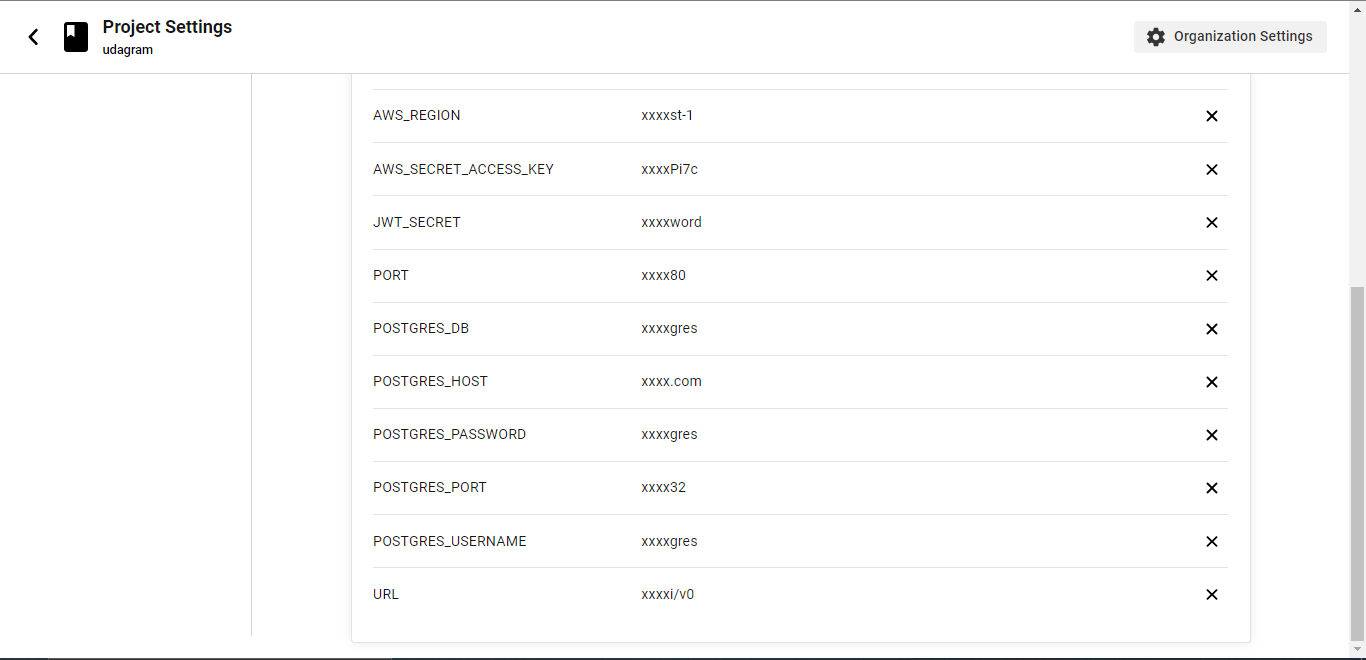 Project Settings
udagram
Organization Settings
AWS_REGION xxxxst-1
AWS_SECRET_ACCESS_KEY xxxxPi7c
JWT_SECRET xxxxword
PORT xxxx80
POSTGRES_DB xxxxgres
POSTGRES_HOST xxxx.com
POSTGRES_PASSWORD xxxxgres
POSTGRES_PORT xxxx32
POSTGRES_USERNAME xxxxgres
URL xxxxi/v0